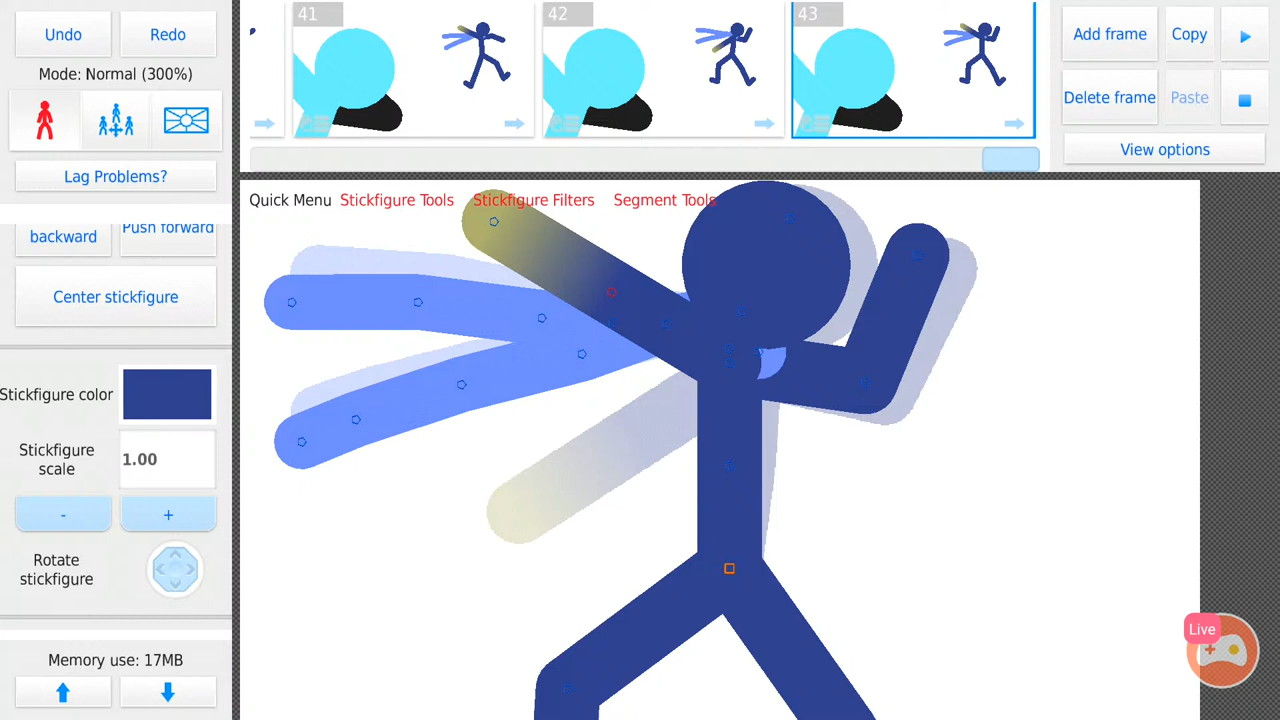 Undo
Redo
Mode: Normal (300%)
Lag Problems?
backward
Push forward
Center stickfigure
Stickfigure color
Stickfigure
scale
1.00
-
+
Rotate
stickfigure
Memory use: 17MB
41
42
43
Add frame
Copy
Delete frame
Paste
View options
Quick Menu
Stickfigure Tools
Stickfigure Filters
Segment Tools
Live